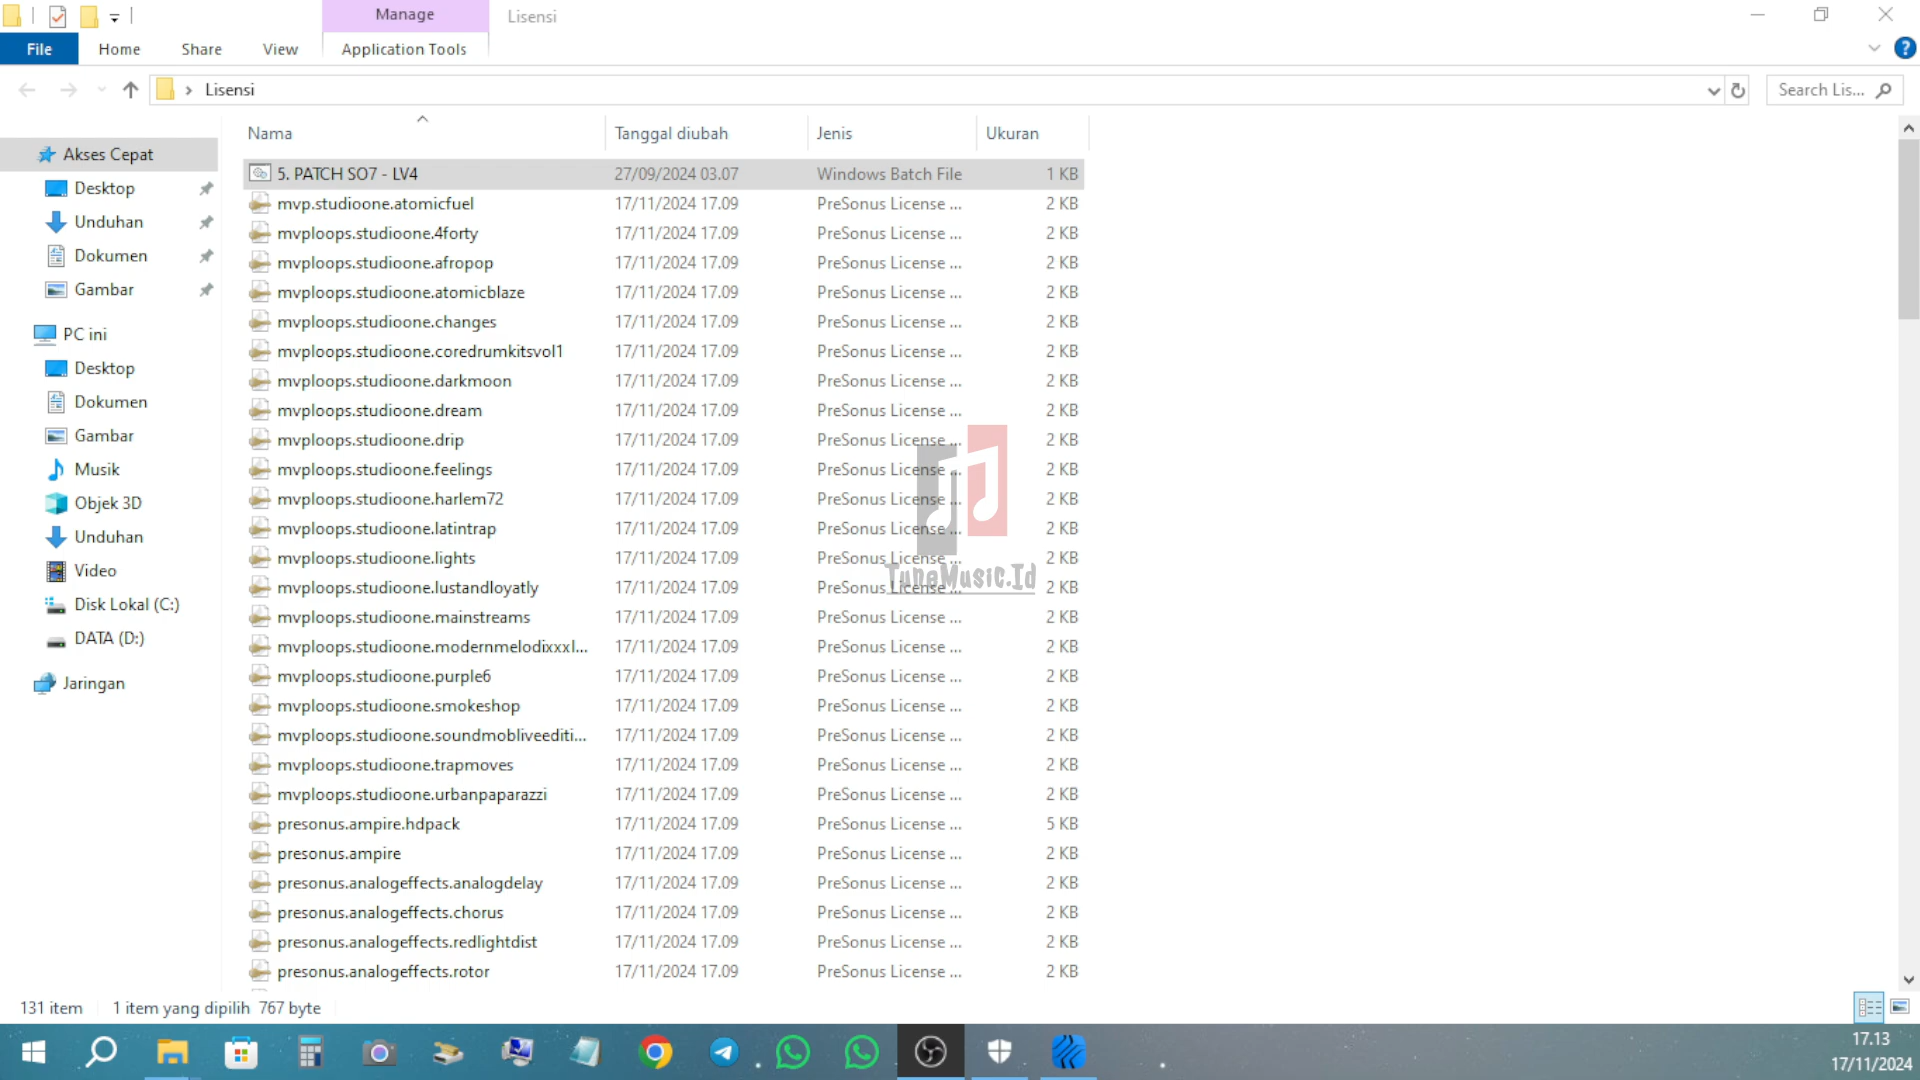 Manage
Lisensi
File
Home
Share
View
Application Tools
Lisensi
Search Lis...
Nama
Tanggal diubah
Jenis
Ukuran
Akses Cepat
Desktop
Unduhan
Dokumen
Gambar
PC ini
Desktop
Dokumen
Gambar
Musik
Objek 3D
Unduhan
Video
Disk Lokal (C:)
DATA (D:)
Jaringan
5. PATCH SO7 - LV4 27/09/2024 03.07 Windows Batch File 1 KB
mvp.studioone.atomicfuel 17/11/2024 17.09 PreSonus License ... 2 KB
mvploops.studioone.4forty 17/11/2024 17.09 PreSonus License ... 2 KB
mvploops.studioone.afropop 17/11/2024 17.09 PreSonus License ... 2 KB
mvploops.studioone.atomicblaze 17/11/2024 17.09 PreSonus License ... 2 KB
mvploops.studioone.changes 17/11/2024 17.09 PreSonus License ... 2 KB
mvploops.studioone.coredrumkitsvol1 17/11/2024 17.09 PreSonus License ... 2 KB
mvploops.studioone.darkmoon 17/11/2024 17.09 PreSonus License ... 2 KB
mvploops.studioone.dream 17/11/2024 17.09 PreSonus License ... 2 KB
mvploops.studioone.drip 17/11/2024 17.09 PreSonus License ... 2 KB
mvploops.studioone.feelings 17/11/2024 17.09 PreSonus License ... 2 KB
mvploops.studioone.harlem72 17/11/2024 17.09 PreSonus License ... 2 KB
mvploops.studioone.latintrap 17/11/2024 17.09 PreSonus License ... 2 KB
mvploops.studioone.lights 17/11/2024 17.09 PreSonus License ... 2 KB
mvploops.studioone.lustandloyatly 17/11/2024 17.09 PreSonus License ... 2 KB
mvploops.studioone.mainstreams 17/11/2024 17.09 PreSonus License ... 2 KB
mvploops.studioone.modernmelodixxxl... 17/11/2024 17.09 PreSonus License ... 2 KB
mvploops.studioone.purple6 17/11/2024 17.09 PreSonus License ... 2 KB
mvploops.studioone.smokeshop 17/11/2024 17.09 PreSonus License ... 2 KB
mvploops.studioone.soundmobliveediti... 17/11/2024 17.09 PreSonus License ... 2 KB
mvploops.studioone.trapmoves 17/11/2024 17.09 PreSonus License ... 2 KB
mvploops.studioone.urbanpaparazzi 17/11/2024 17.09 PreSonus License ... 2 KB
presonus.ampire.hdpack 17/11/2024 17.09 PreSonus License ... 5 KB
presonus.ampire 17/11/2024 17.09 PreSonus License ... 2 KB
presonus.analogeffects.analogdelay 17/11/2024 17.09 PreSonus License ... 2 KB
presonus.analogeffects.chorus 17/11/2024 17.09 PreSonus License ... 2 KB
presonus.analogeffects.redlightdist 17/11/2024 17.09 PreSonus License ... 2 KB
presonus.analogeffects.rotor 17/11/2024 17.09 PreSonus License ... 2 KB
TuneMusic.Id
131 item 1 item yang dipilih 767 byte
17.13
17/11/2024